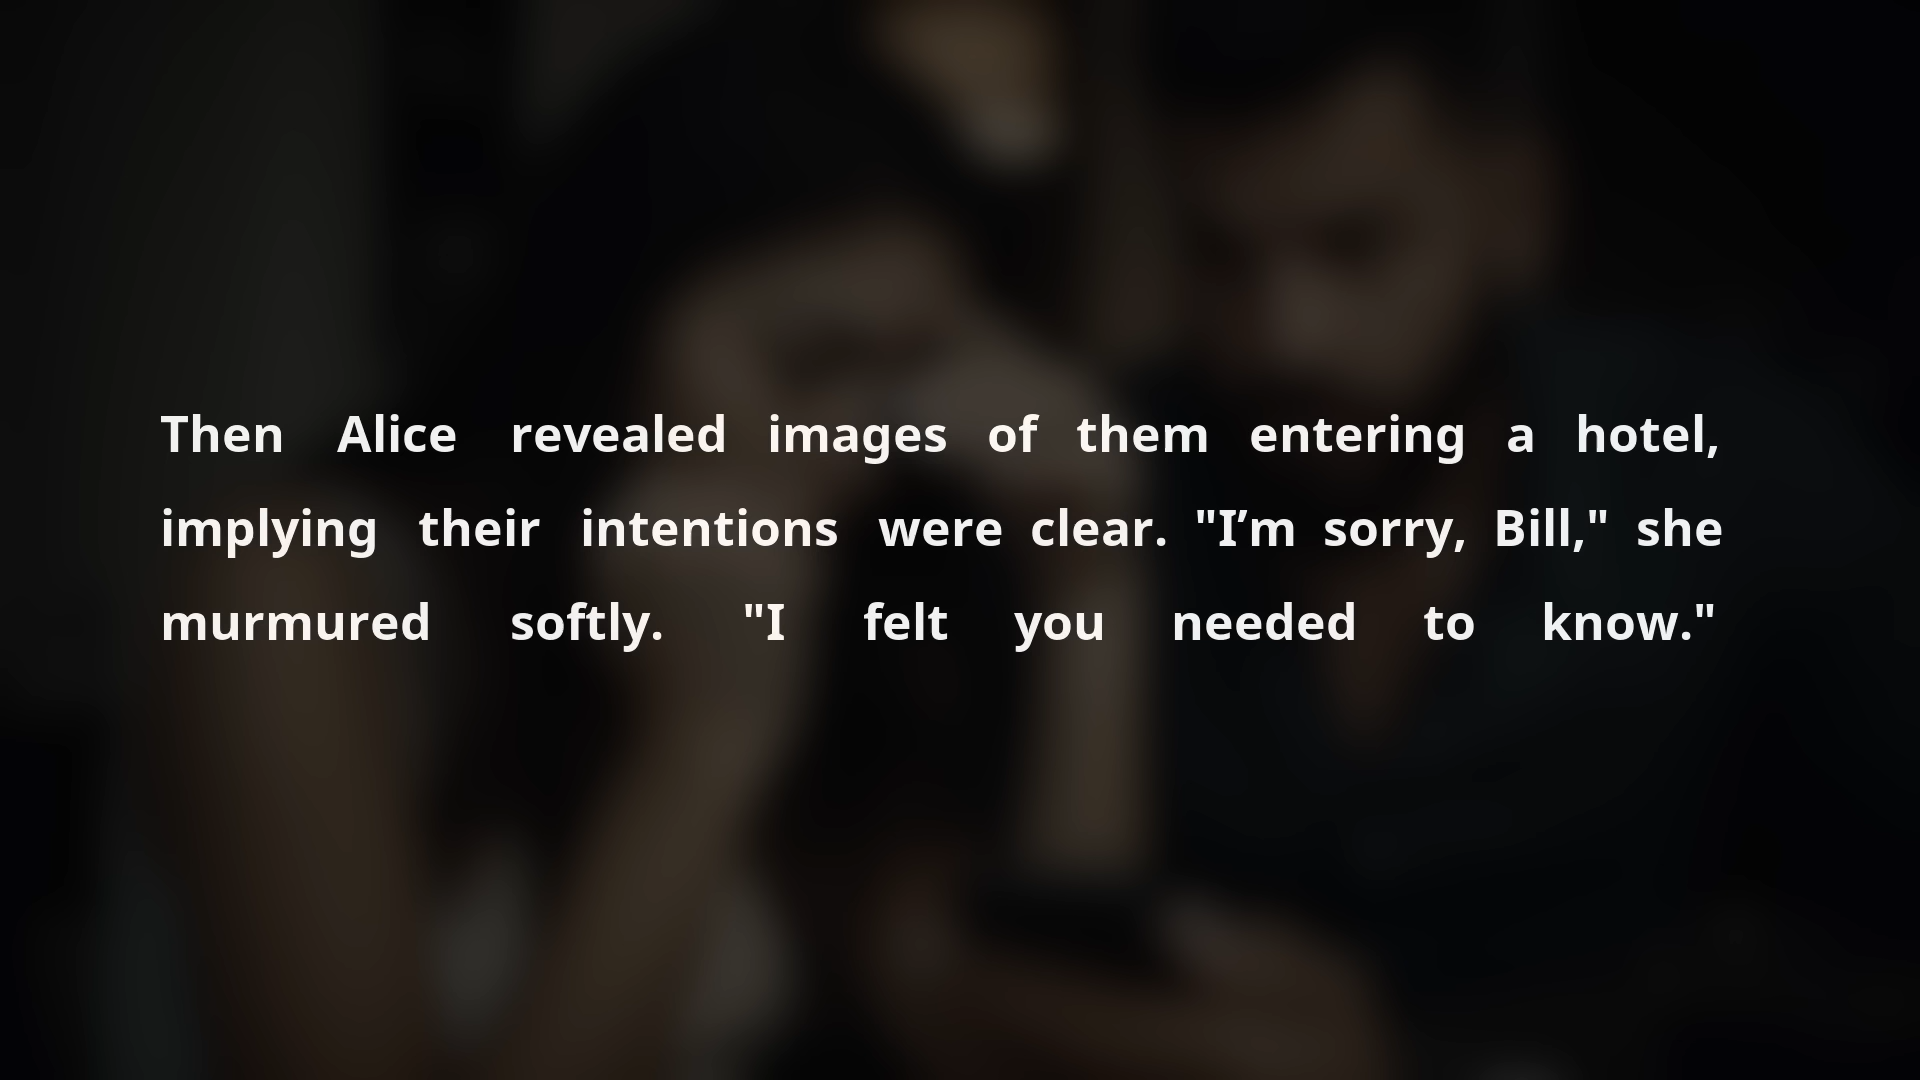 Then Alice revealed images of them entering a hotel,
implying their intentions were clear. "I’m sorry, Bill," she
murmured softly. "I felt you needed to know."